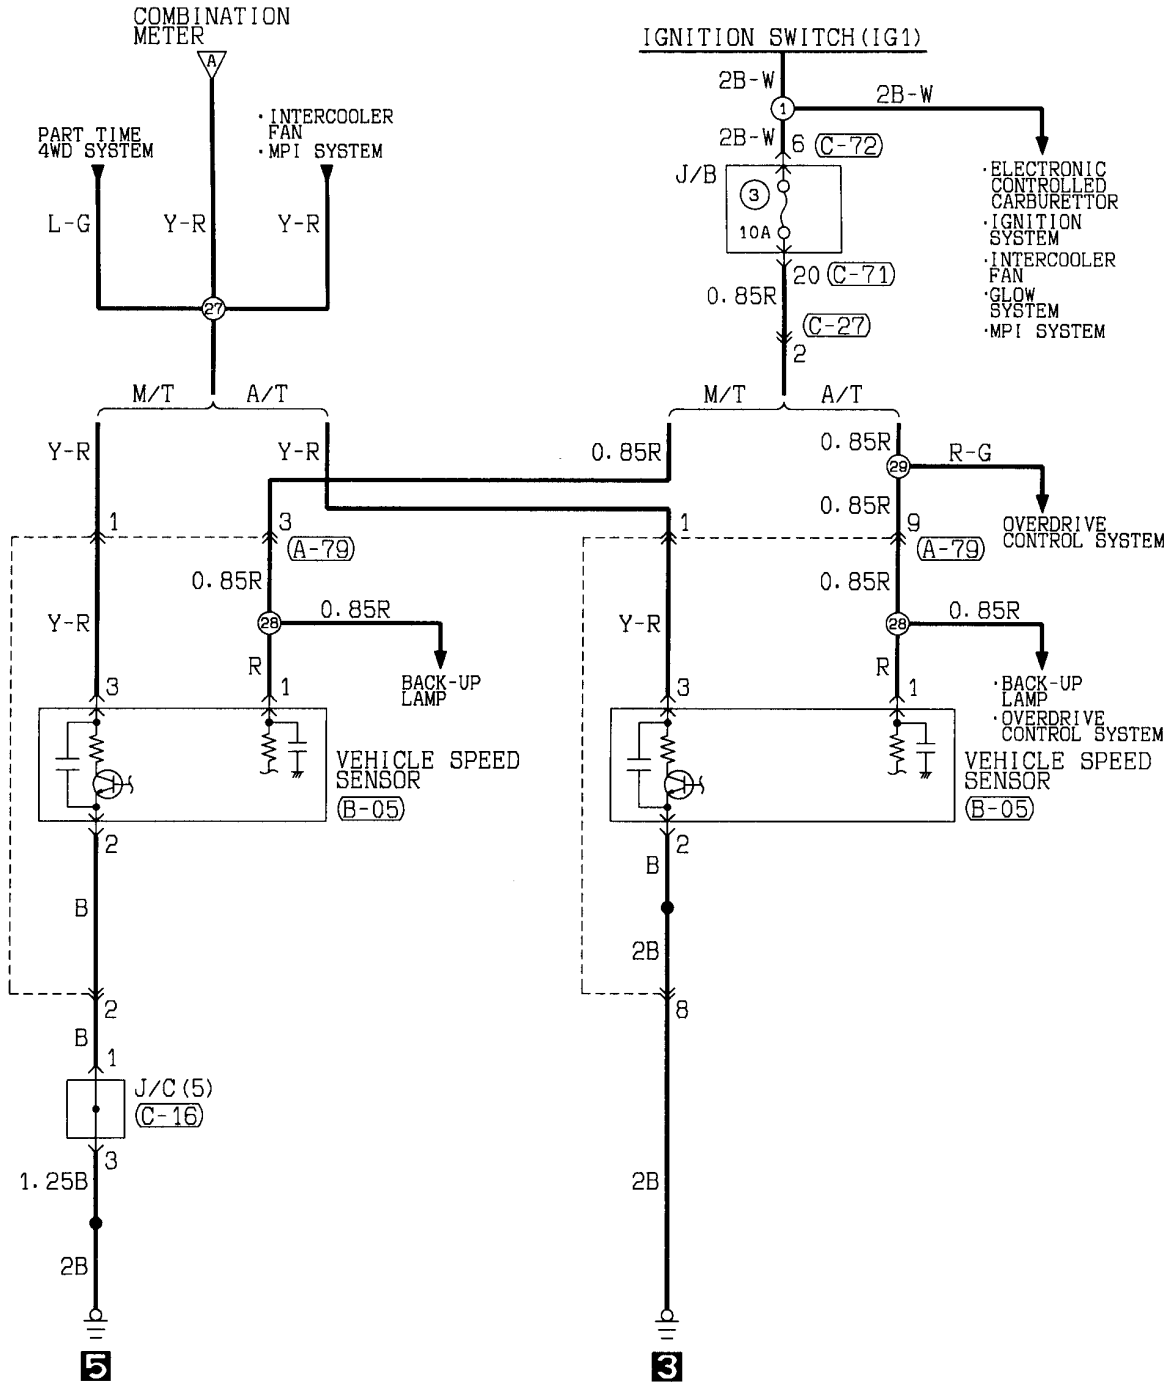 COMBINATION
METER
A
IGNITION SWITCH(IG1)
2B-W
1
2B-W
2B-W
6 (C-72)
PART TIME
4WD SYSTEM
·INTERCOOLER
FAN
·MPI SYSTEM
J/B
3
10A
·ELECTRONIC
CONTROLLED
CARBURETTOR
·IGNITION
SYSTEM
·INTERCOOLER
FAN
·GLOW
SYSTEM
·MPI SYSTEM
L-G
Y-R
Y-R
20 (C-71)
0.85R
(C-27)
2
27
M/T
A/T
M/T
A/T
Y-R
Y-R
0.85R
0.85R
29
R-G
0.85R
1
3
(A-79)
1
9
(A-79)
OVERDRIVE
CONTROL SYSTEM
0.85R
0.85R
Y-R
28
0.85R
Y-R
28
0.85R
R
BACK-UP
LAMP
R
·BACK-UP
LAMP
·OVERDRIVE
CONTROL SYSTEM
3
1
3
1
VEHICLE SPEED
SENSOR
(B-05)
VEHICLE SPEED
SENSOR
(B-05)
2
2
B
B
2B
2
8
B
1
J/C(5)
(C-16)
3
1.25B
2B
2B
5
3